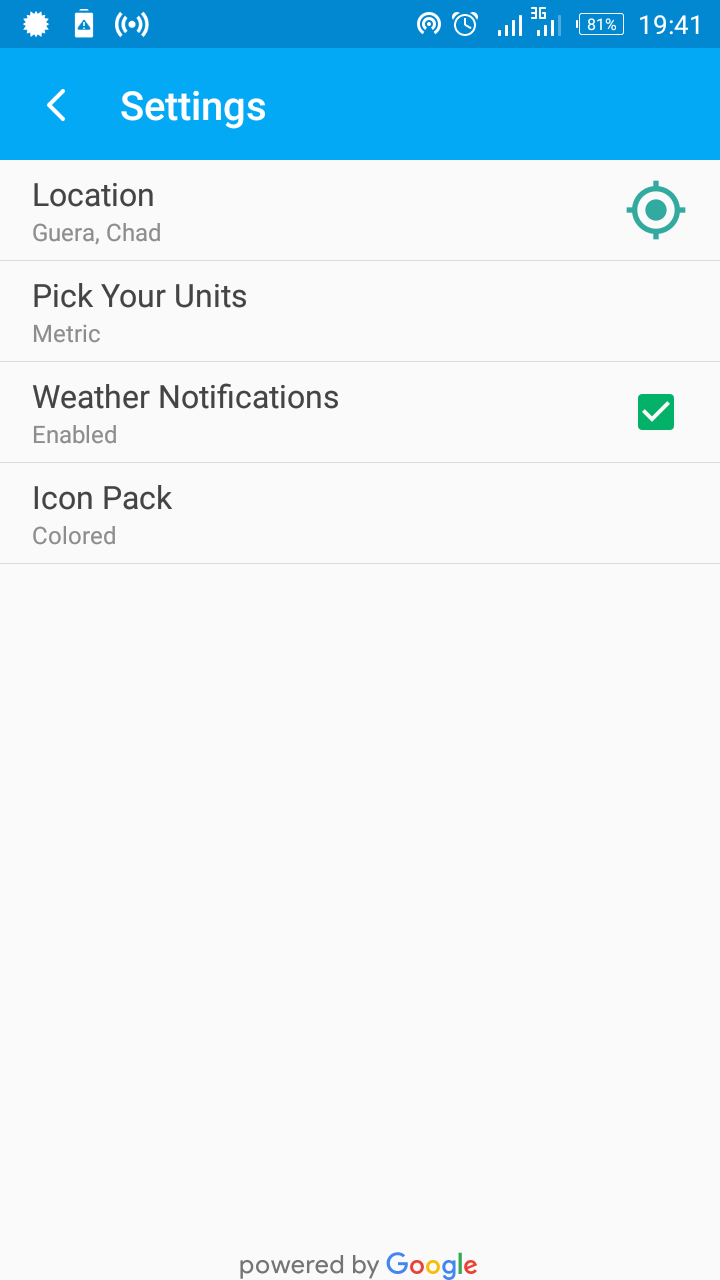 3G 81% 19:41
Settings
Location
Guera, Chad
Pick Your Units
Metric
Weather Notifications
Enabled
Icon Pack
Colored
powered by Google